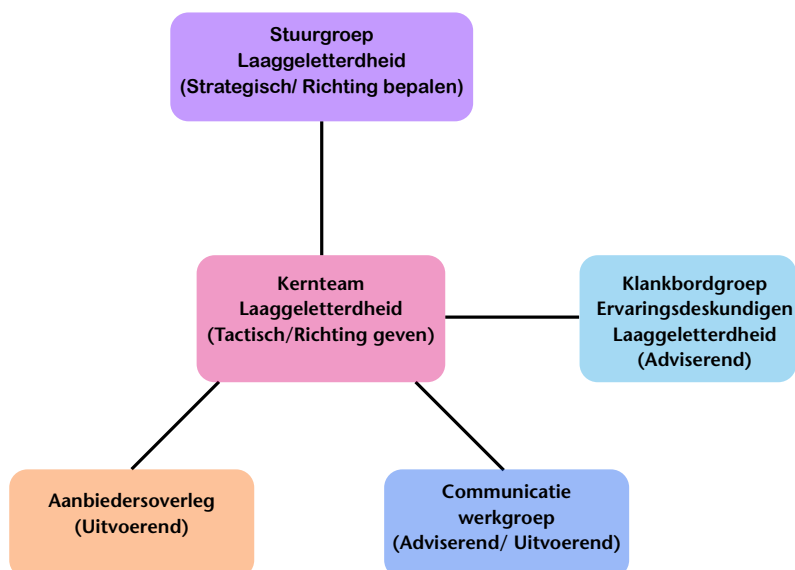 Stuurgroep
Laaggeletterdheid
(Strategisch/ Richting bepalen)
Kernteam
Laaggeletterdheid
(Tactisch/Richting geven)
Klankbordgroep
Ervaringsdeskundigen
Laaggeletterdheid
(Adviserend)
Aanbiedersoverleg
(Uitvoerend)
Communicatie
werkgroep
(Adviserend/ Uitvoerend)